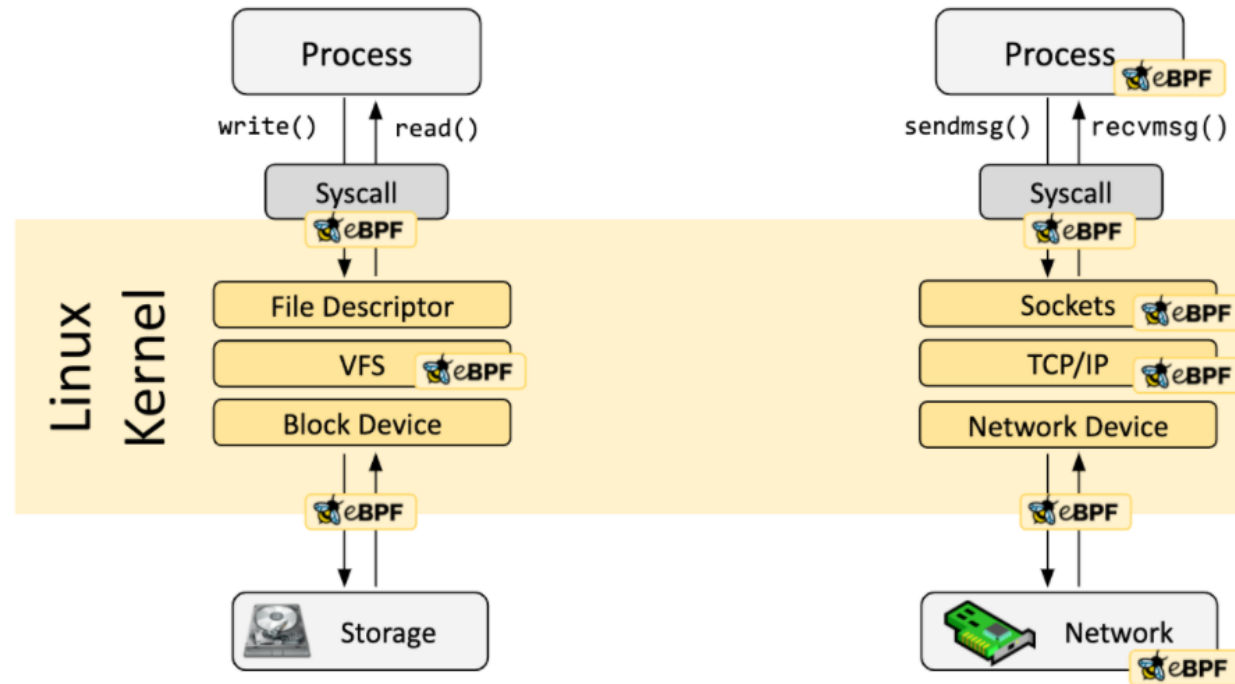 Process
Process
eBPF
write()
read()
sendmsg()
recvmsg()
Syscall
Syscall
eBPF
eBPF
Linux
Kernel
File Descriptor
Sockets
eBPF
VFS
eBPF
TCP/IP
eBPF
Block Device
Network Device
eBPF
eBPF
Storage
Network
eBPF